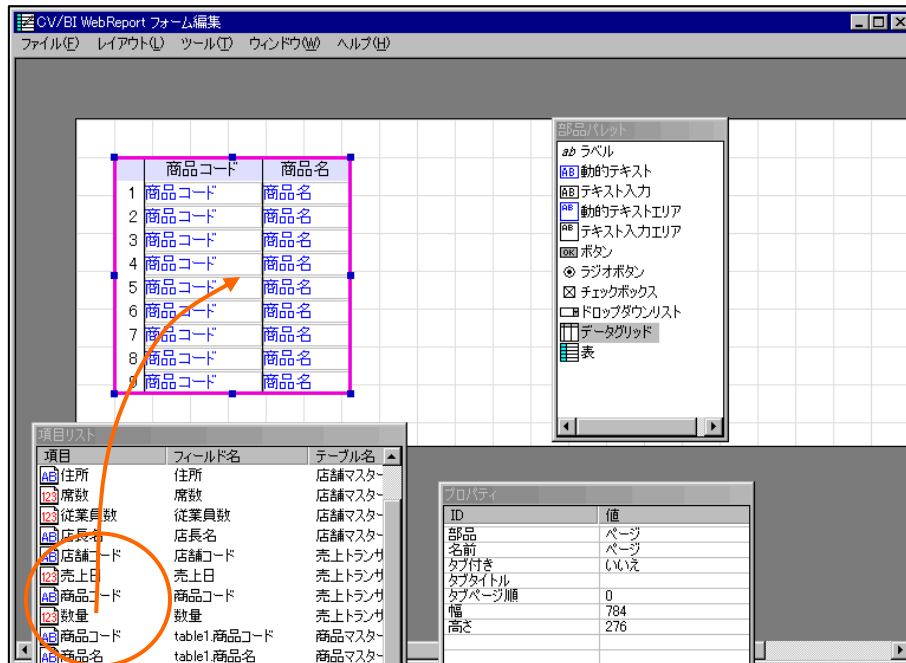 CV/BI WebReport フォーム編集
ファイル(F) レイアウト(L) ツール(T) ウィンドウ(W) ヘルプ(H)
商品コード 商品名
1 商品コード 商品名
2 商品コード 商品名
3 商品コード 商品名
4 商品コード 商品名
5 商品コード 商品名
6 商品コード 商品名
7 商品コード 商品名
8 商品コード 商品名
9 商品コード 商品名
部品パレット
ab ラベル
AB 動的テキスト
AB テキスト入力
AB 動的テキストエリア
AB テキスト入力エリア
OK ボタン
ラジオボタン
チェックボックス
ドロップダウンリスト
データグリッド
表
項目リスト
項目 フィールド名 テーブル名
AB 住所 住所 店舗マスター
123 席数 席数 店舗マスター
123 従業員数 従業員数 店舗マスター
AB 店長名 店長名 店舗マスター
AB 店舗コード 店舗コード 売上トランザ
123 売上日 売上日 売上トランザ
AB 商品コード 商品コード 売上トランザ
123 数量 数量 売上トランザ
AB 商品コード table1.商品コード 商品マスター
AB 商品名 table1.商品名 商品マスター
プロパティ
ID 値
部品 ページ
名前 ページ
タブ付き いいえ
タブタイトル
タブページ順 0
幅 784
高さ 276